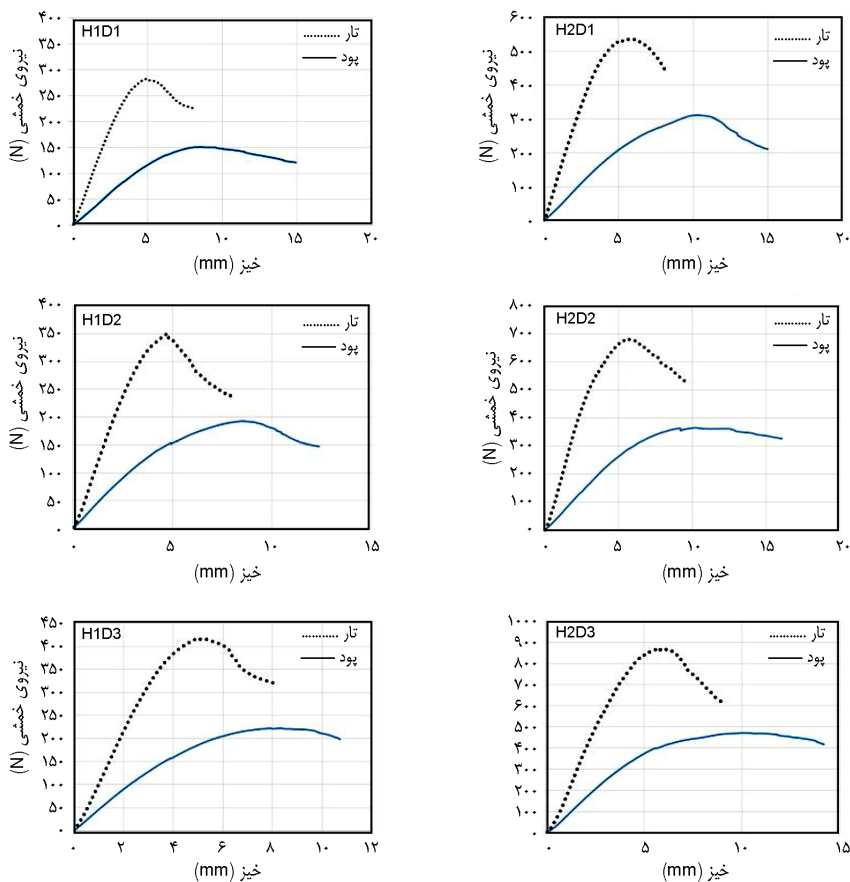 H1D1
تار
پود
۴۰۰
۳۵۰
۳۰۰
۲۵۰
۲۰۰
۱۵۰
۱۰۰
۵۰
۰
نیروی خمشی (N)
۰ ۵ ۱۰ ۱۵ ۲۰
خیز (mm)
H2D1
تار
پود
۶۰۰
۵۰۰
۴۰۰
۳۰۰
۲۰۰
۱۰۰
۰
نیروی خمشی (N)
۰ ۵ ۱۰ ۱۵ ۲۰
خیز (mm)
H1D2
تار
پود
۴۰۰
۳۵۰
۳۰۰
۲۵۰
۲۰۰
۱۵۰
۱۰۰
۵۰
۰
نیروی خمشی (N)
۰ ۵ ۱۰ ۱۵
خیز (mm)
H2D2
تار
پود
۸۰۰
۷۰۰
۶۰۰
۵۰۰
۴۰۰
۳۰۰
۲۰۰
۱۰۰
۰
نیروی خمشی (N)
۰ ۵ ۱۰ ۱۵ ۲۰
خیز (mm)
H1D3
تار
پود
۴۵۰
۴۰۰
۳۵۰
۳۰۰
۲۵۰
۲۰۰
۱۵۰
۱۰۰
۵۰
۰
نیروی خمشی (N)
۰ ۲ ۴ ۶ ۸ ۱۰ ۱۲
خیز (mm)
H2D3
تار
پود
۱۰۰۰
۹۰۰
۸۰۰
۷۰۰
۶۰۰
۵۰۰
۴۰۰
۳۰۰
۲۰۰
۱۰۰
۰
۰ ۵ ۱۰ ۱۵
خیز (mm)